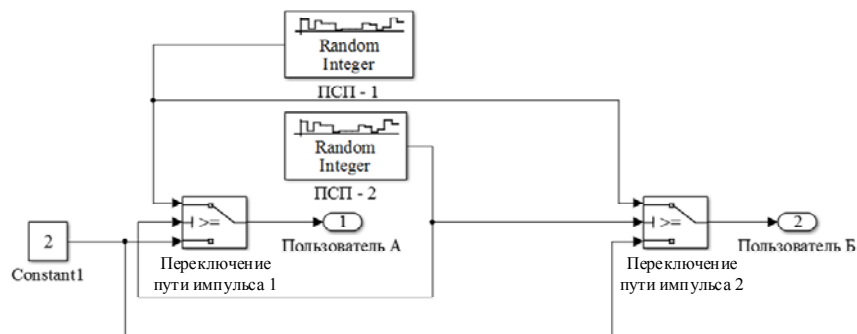 Random
Integer
ПСП - 1
Random
Integer
ПСП - 2
>=
1
Пользователь А
>=
2
Пользователь Б
2
Constant1
Переключение
пути импульса 1
Переключение
пути импульса 2